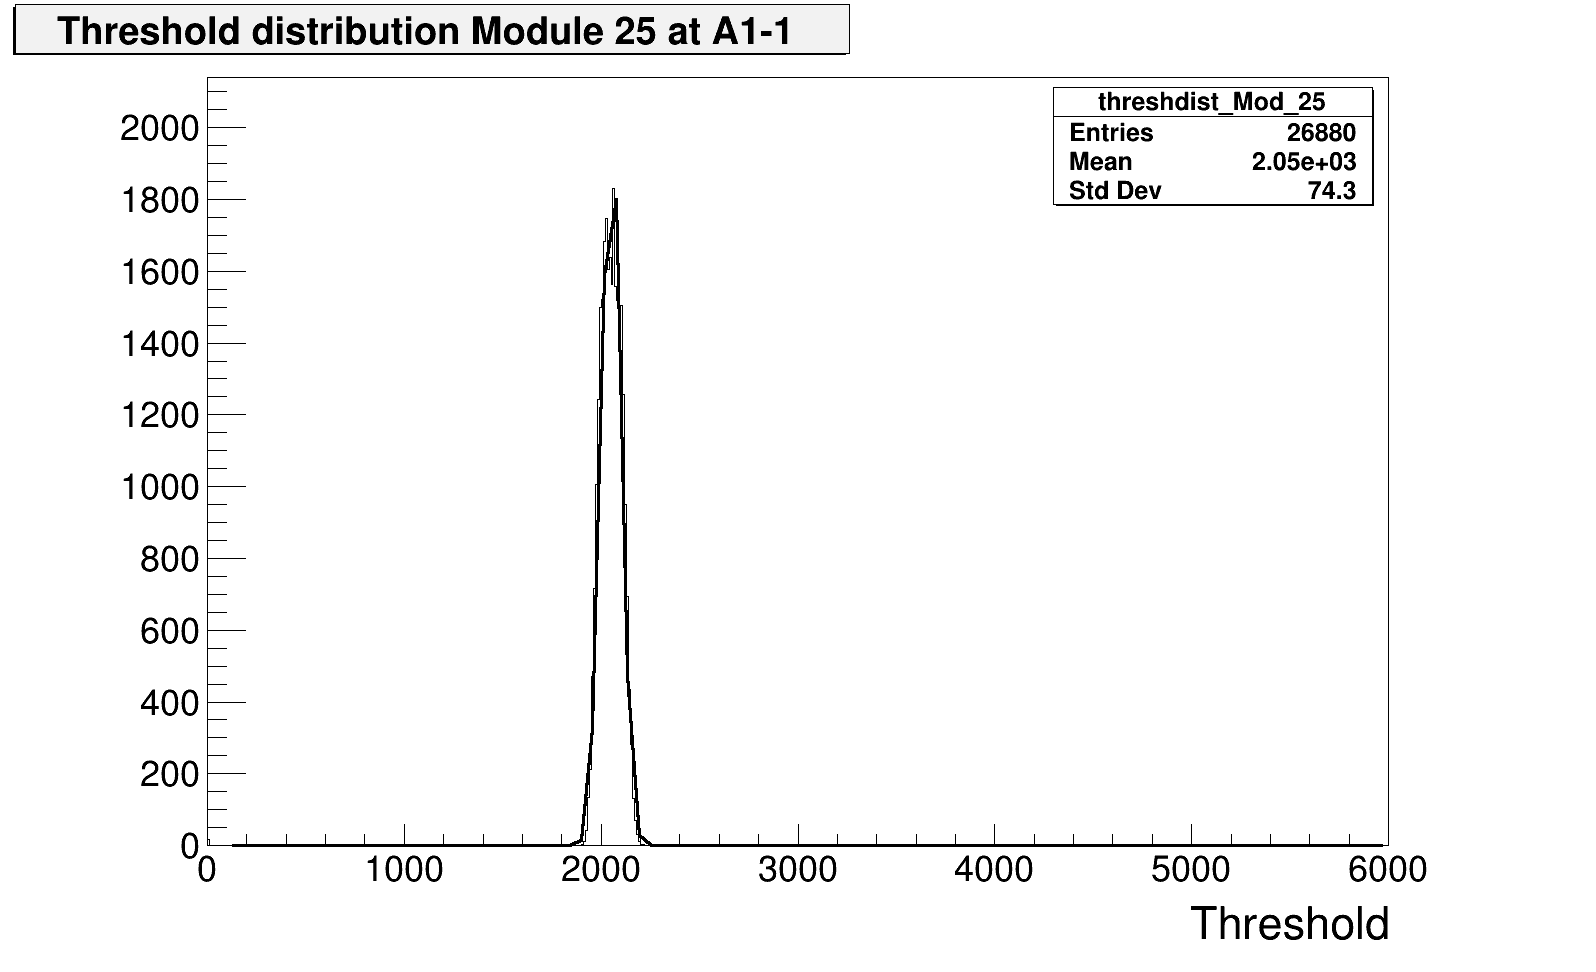 Threshold distribution Module 25 at A1-1
threshdist_Mod_25
Entries 26880
Mean 2.05e+03
Std Dev 74.3
2000
1800
1600
1400
1200
1000
800
600
400
200
0
0 1000 2000 3000 4000 5000 6000
Threshold